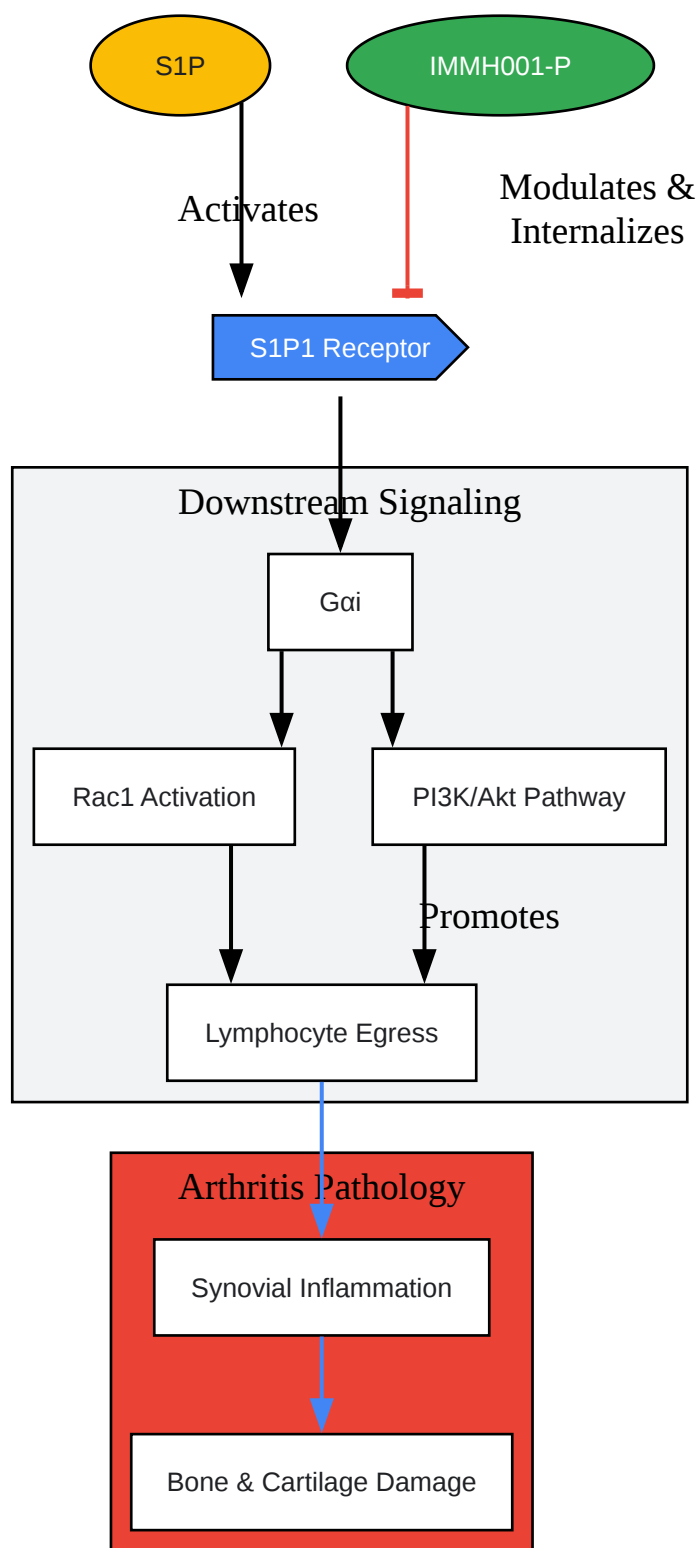 S1P
IMMH001-P
Activates
Modulates &
Internalizes
S1P1 Receptor
Downstream Signaling
Gαi
Rac1 Activation
PI3K/Akt Pathway
Promotes
Lymphocyte Egress
Arthritis Pathology
Synovial Inflammation
Bone & Cartilage Damage